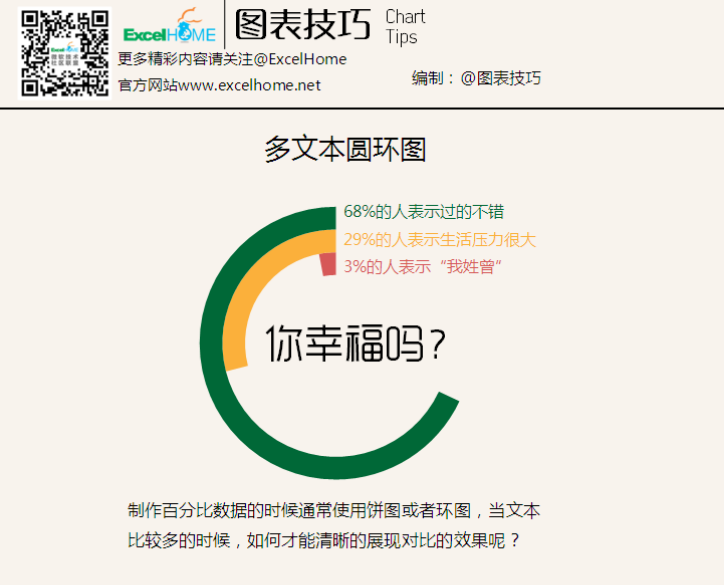 ExcelHOME
图表技巧
Chart
Tips
更多精彩内容请关注@ExcelHome
官方网站www.excelhome.net
编制：@图表技巧
多文本圆环图
68%的人表示过的不错
29%的人表示生活压力很大
3%的人表示“我姓曾”
你幸福吗？
制作百分比数据的时候通常使用饼图或者环图，当文本
比较多的时候，如何才能清晰的展现对比的效果呢？